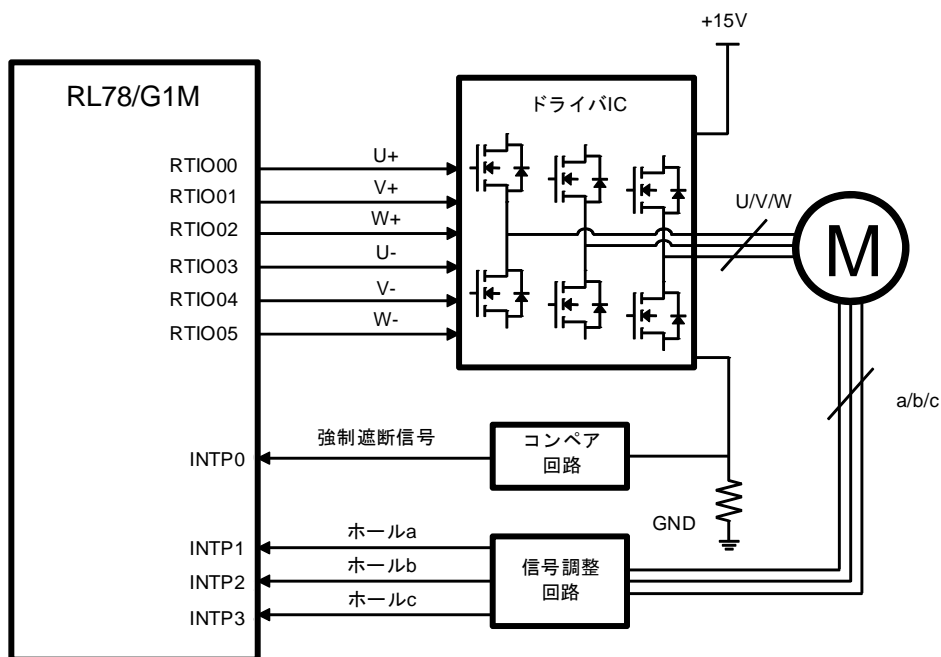 +15V
RL78/G1M
ドライバIC
RTIO00
U+
RTIO01
V+
RTIO02
W+
RTIO03
U-
RTIO04
V-
RTIO05
W-
U/V/W
M
a/b/c
強制遮断信号
コンペア
回路
INTP0
GND
INTP1
ホールa
INTP2
ホールb
INTP3
ホールc
信号調整
回路